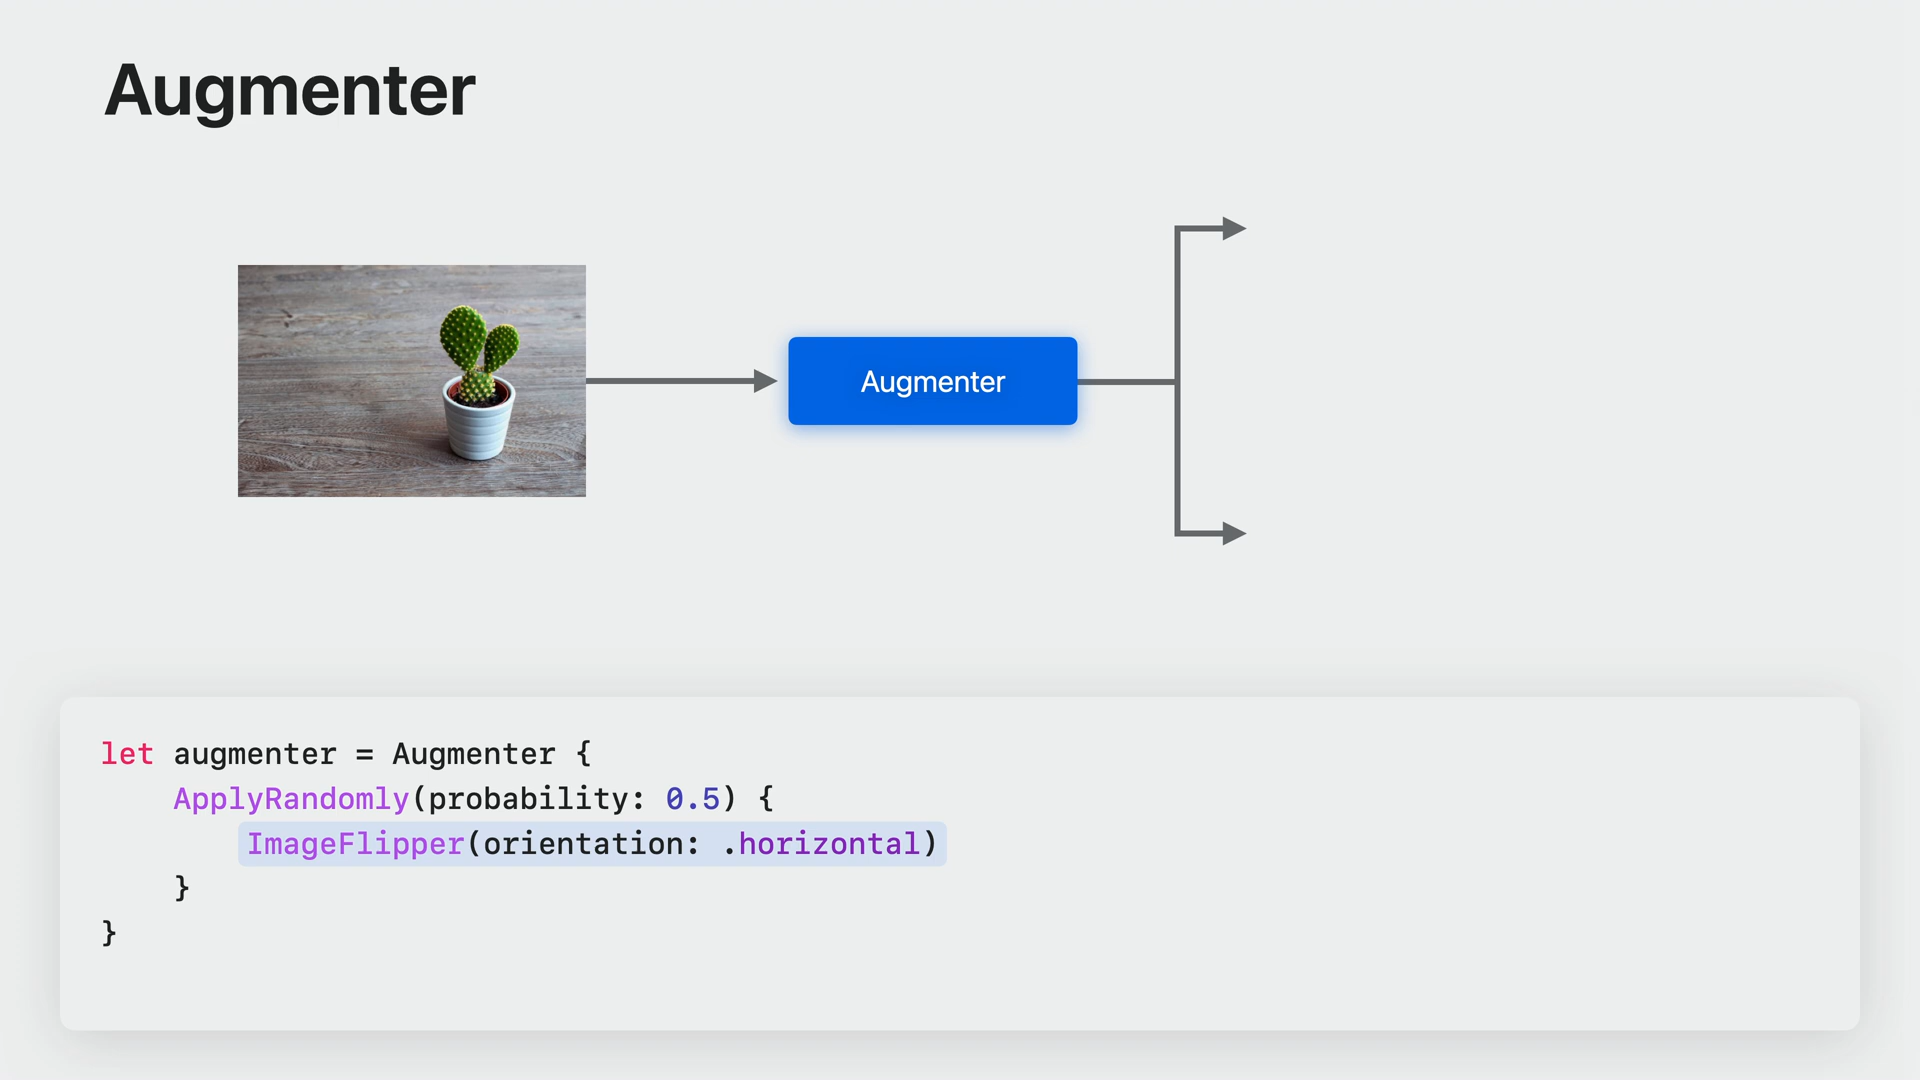 Augmenter
Augmenter
let augmenter = Augmenter {
    ApplyRandomly(probability: 0.5) {
        ImageFlipper(orientation: .horizontal)
    }
}